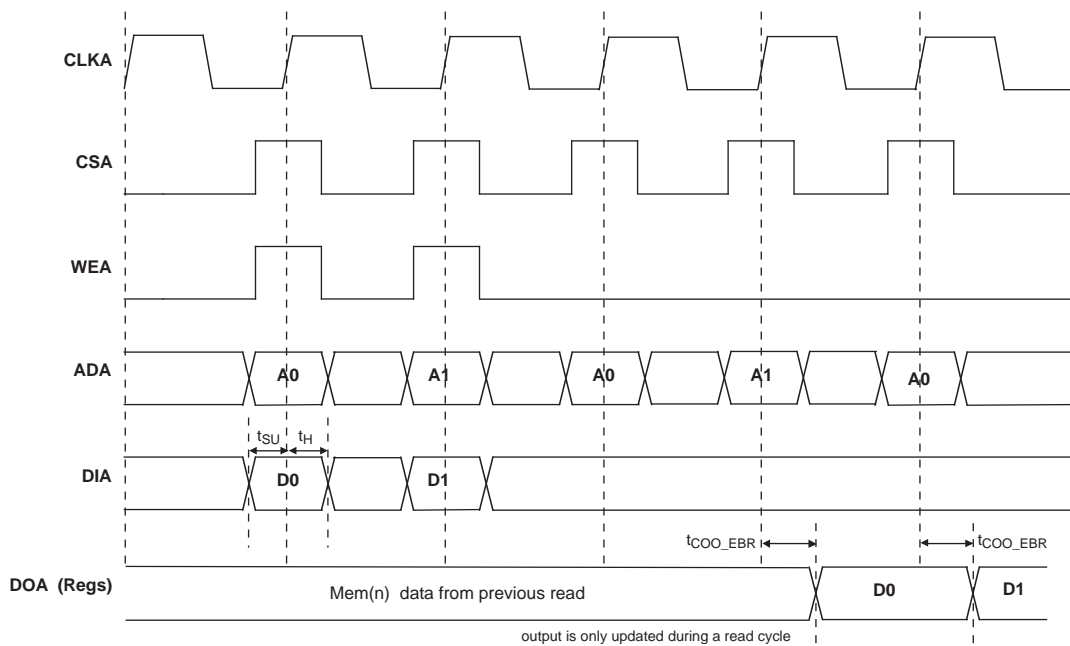 CLKA
CSA
WEA
ADA
A0 A1 A0 A1 A0
tSU tH
DIA
D0 D1
tCOO_EBR tCOO_EBR
DOA (Regs)
Mem(n) data from previous read D0 D1
output is only updated during a read cycle